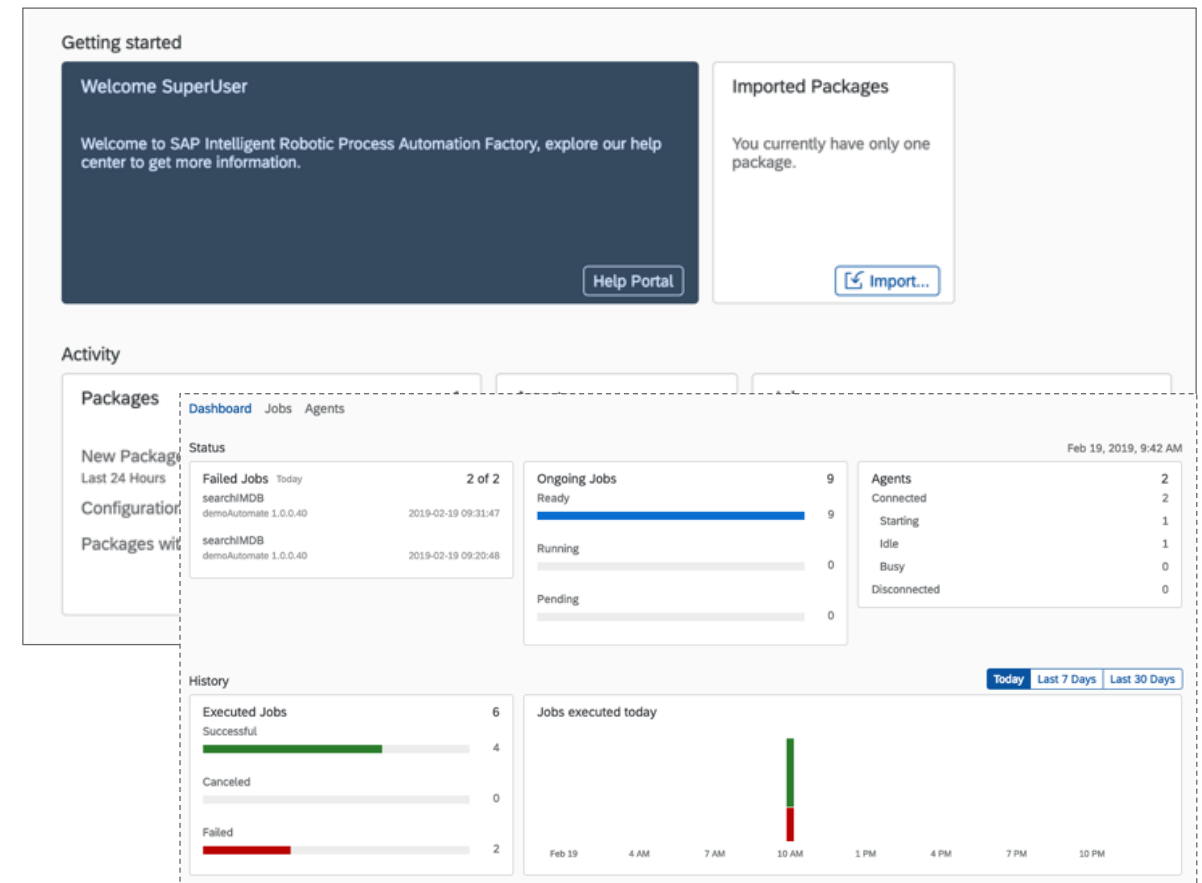 Getting started
Welcome SuperUser
Welcome to SAP Intelligent Robotic Process Automation Factory, explore our help
center to get more information.
Help Portal
Imported Packages
You currently have only one
package.
Import...
Activity
Packages
New Package
Last 24 Hours
Configuration
Packages wit
Dashboard Jobs Agents
Status
Feb 19, 2019, 9:42 AM
Failed Jobs Today 2 of 2
searchIMDB
demoAutomate 1.0.0.40 2019-02-19 09:31:47
searchIMDB
demoAutomate 1.0.0.40 2019-02-19 09:20:48
Ongoing Jobs 9
Ready
9
Running
0
Pending
0
Agents 2
Connected 2
Starting 1
Idle 1
Busy 0
Disconnected 0
History
Today Last 7 Days Last 30 Days
Executed Jobs 6
Successful
4
Canceled
0
Failed
2
Jobs executed today
Feb 19 4 AM 7 AM 10 AM 1 PM 4 PM 7 PM 10 PM